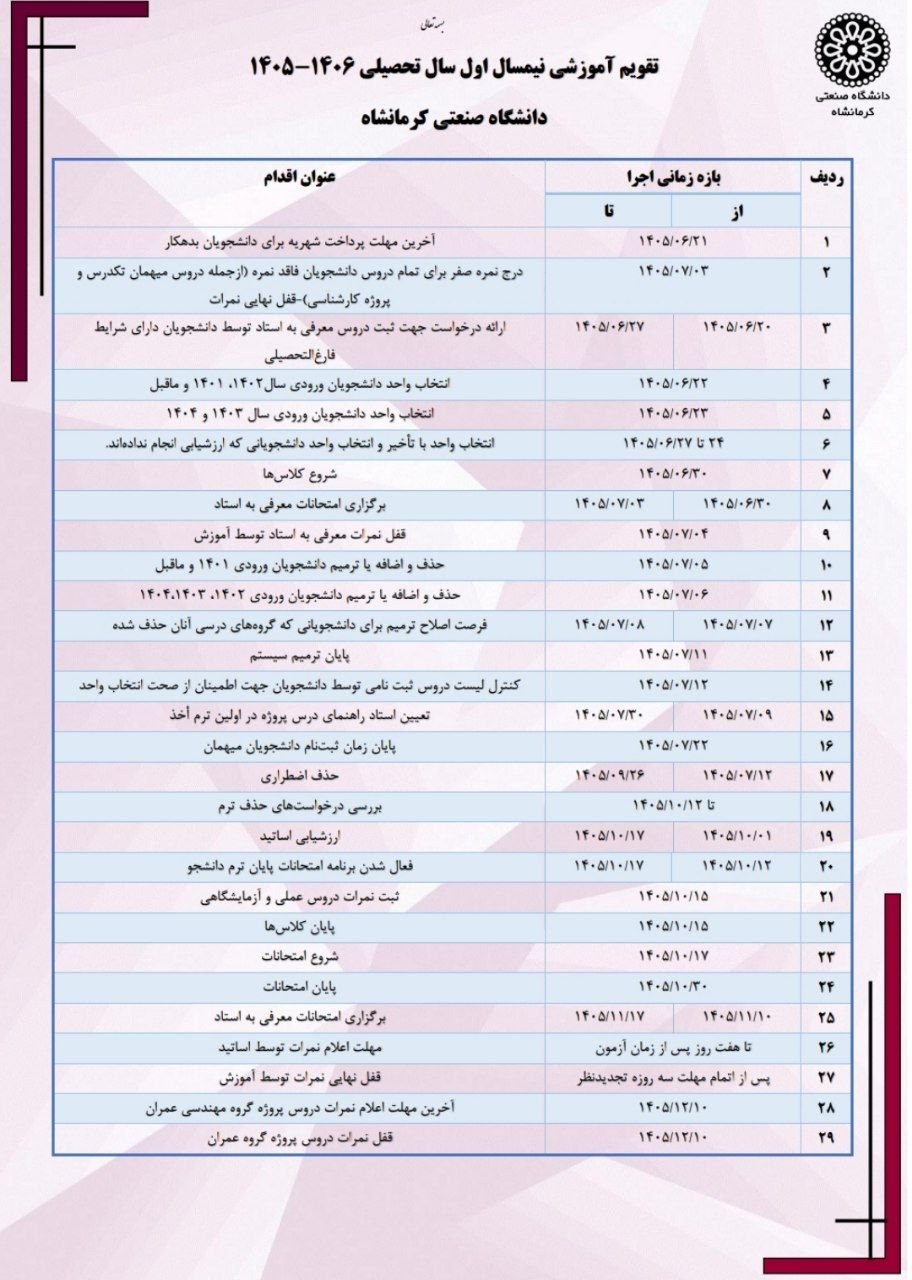 بسمه تعالی
تقویم آموزشی نیمسال اول سال تحصیلی ۱۴۰۶-۱۴۰۵
دانشگاه صنعتی کرمانشاه
دانشگاه صنعتی
کرمانشاه
ردیف بازه زمانی اجرا عنوان اقدام
از تا
۱ ۱۴۰۵/۰۶/۲۱ آخرین مهلت پرداخت شهریه برای دانشجویان بدهکار
۲ ۱۴۰۵/۰۷/۰۳ درج نمره صفر برای تمام دروس دانشجویان فاقد نمره (ازجمله دروس میهمان تکدرس و
پروژه کارشناسی)-قفل نهایی نمرات
۳ ۱۴۰۵/۰۶/۲۰ ۱۴۰۵/۰۶/۲۷ ارائه درخواست جهت ثبت دروس معرفی به استاد توسط دانشجویان دارای شرایط
فارغ‌التحصیلی
۴ ۱۴۰۵/۰۶/۲۲ انتخاب واحد دانشجویان ورودی سال۱۴۰۲، ۱۴۰۱ و ماقبل
۵ ۱۴۰۵/۰۶/۲۳ انتخاب واحد دانشجویان ورودی سال ۱۴۰۳ و ۱۴۰۴
۶ ۲۴ تا ۱۴۰۵/۰۶/۲۷ انتخاب واحد با تأخیر و انتخاب واحد دانشجویانی که ارزشیابی انجام نداده‌اند.
۷ ۱۴۰۵/۰۶/۳۰ شروع کلاس‌ها
۸ ۱۴۰۵/۰۶/۳۰ ۱۴۰۵/۰۷/۰۳ برگزاری امتحانات معرفی به استاد
۹ ۱۴۰۵/۰۷/۰۴ قفل نمرات معرفی به استاد توسط آموزش
۱۰ ۱۴۰۵/۰۷/۰۵ حذف و اضافه یا ترمیم دانشجویان ورودی ۱۴۰۱ و ماقبل
۱۱ ۱۴۰۵/۰۷/۰۶ حذف و اضافه یا ترمیم دانشجویان ورودی ۱۴۰۲، ۱۴۰۳،۱۴۰۴
۱۲ ۱۴۰۵/۰۷/۰۷ ۱۴۰۵/۰۷/۰۸ فرصت اصلاح ترمیم برای دانشجویانی که گروه‌های درسی آنان حذف شده
۱۳ ۱۴۰۵/۰۷/۱۱ پایان ترمیم سیستم
۱۴ ۱۴۰۵/۰۷/۱۲ کنترل لیست دروس ثبت نامی توسط دانشجویان جهت اطمینان از صحت انتخاب واحد
۱۵ ۱۴۰۵/۰۷/۰۹ ۱۴۰۵/۰۷/۳۰ تعیین استاد راهنمای درس پروژه در اولین ترم أخذ
۱۶ ۱۴۰۵/۰۷/۲۲ پایان زمان ثبت‌نام دانشجویان میهمان
۱۷ ۱۴۰۵/۰۷/۱۲ ۱۴۰۵/۰۹/۲۶ حذف اضطراری
۱۸ تا ۱۴۰۵/۱۰/۱۲ بررسی درخواست‌های حذف ترم
۱۹ ۱۴۰۵/۱۰/۰۱ ۱۴۰۵/۱۰/۱۷ ارزشیابی اساتید
۲۰ ۱۴۰۵/۱۰/۱۲ ۱۴۰۵/۱۰/۱۷ فعال شدن برنامه امتحانات پایان ترم دانشجو
۲۱ ۱۴۰۵/۱۰/۱۵ ثبت نمرات دروس عملی و آزمایشگاهی
۲۲ ۱۴۰۵/۱۰/۱۵ پایان کلاس‌ها
۲۳ ۱۴۰۵/۱۰/۱۷ شروع امتحانات
۲۴ ۱۴۰۵/۱۰/۳۰ پایان امتحانات
۲۵ ۱۴۰۵/۱۱/۱۰ ۱۴۰۵/۱۱/۱۷ برگزاری امتحانات معرفی به استاد
۲۶ تا هفت روز پس از زمان آزمون مهلت اعلام نمرات توسط اساتید
۲۷ پس از اتمام مهلت سه روزه تجدیدنظر قفل نهایی نمرات توسط آموزش
۲۸ ۱۴۰۵/۱۲/۱۰ آخرین مهلت اعلام نمرات دروس پروژه گروه مهندسی عمران
۲۹ ۱۴۰۵/۱۲/۱۰ قفل نمرات دروس پروژه گروه عمران